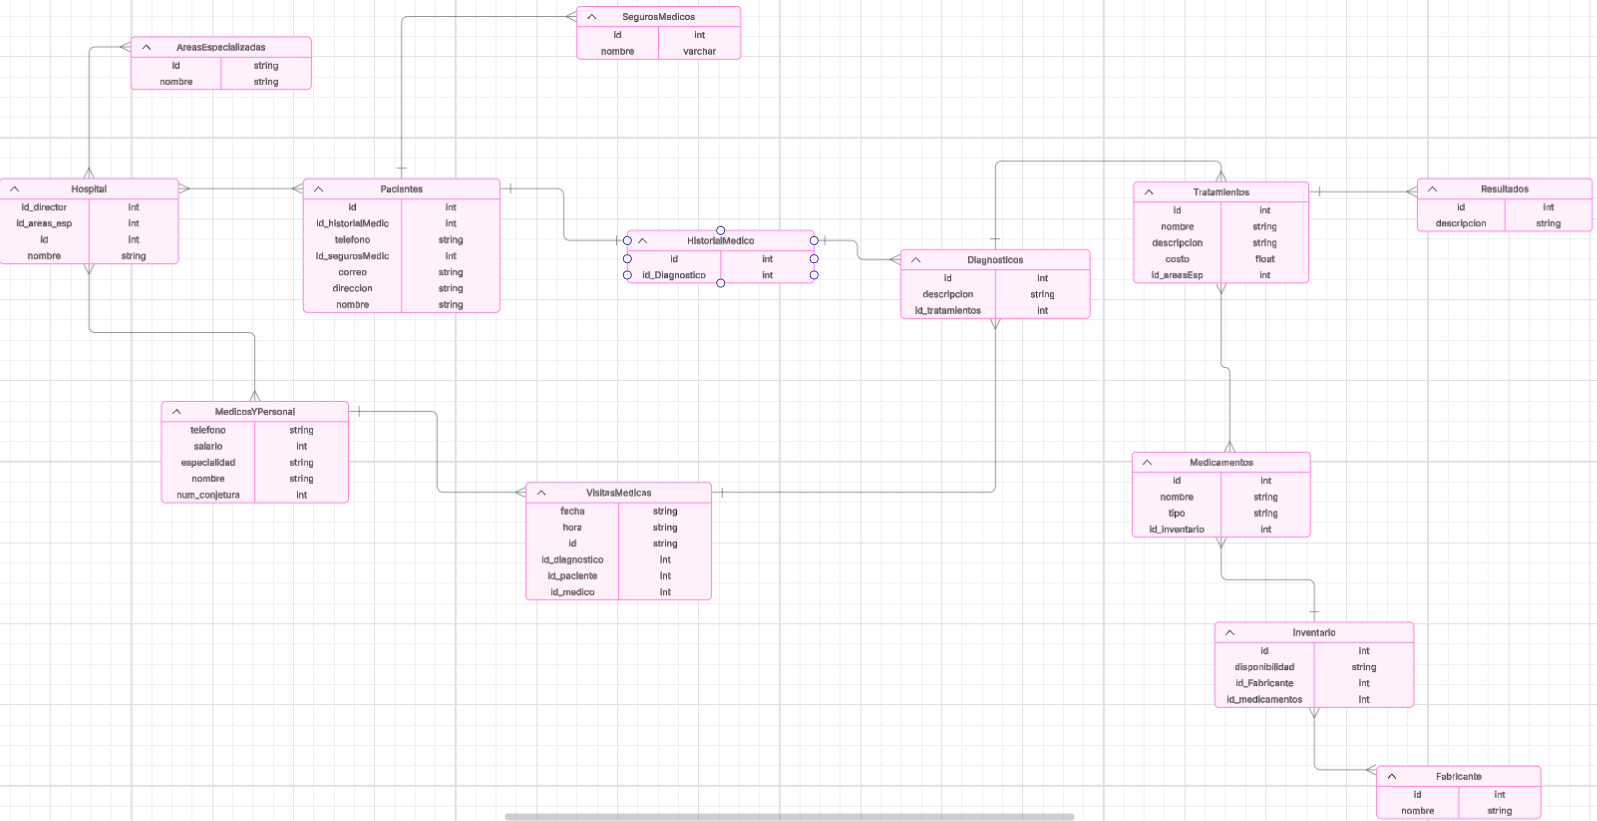 SegurosMedicos
id int
nombre varchar
AreasEspecializadas
id string
nombre string
Hospital
id_director int
id_areas_esp int
id int
nombre string
Pacientes
id int
id_historialMedic int
telefono string
id_segurosMedic int
correo string
direccion string
nombre string
HistorialMedico
id int
id_Diagnostico int
Diagnosticos
id int
descripcion string
id_tratamientos int
Tratamientos
id int
nombre string
descripcion string
costo float
id_areasEsp int
Resultados
id int
descripcion string
MedicosYPersonal
telefono string
salario int
especialidad string
nombre string
num_conjetura int
VisitasMedicas
fecha string
hora string
id string
id_diagnostico int
id_paciente int
id_medico int
Medicamentos
id int
nombre string
tipo string
id_inventario int
Inventario
id int
disponibilidad string
id_Fabricante int
id_medicamentos int
Fabricante
id int
nombre string